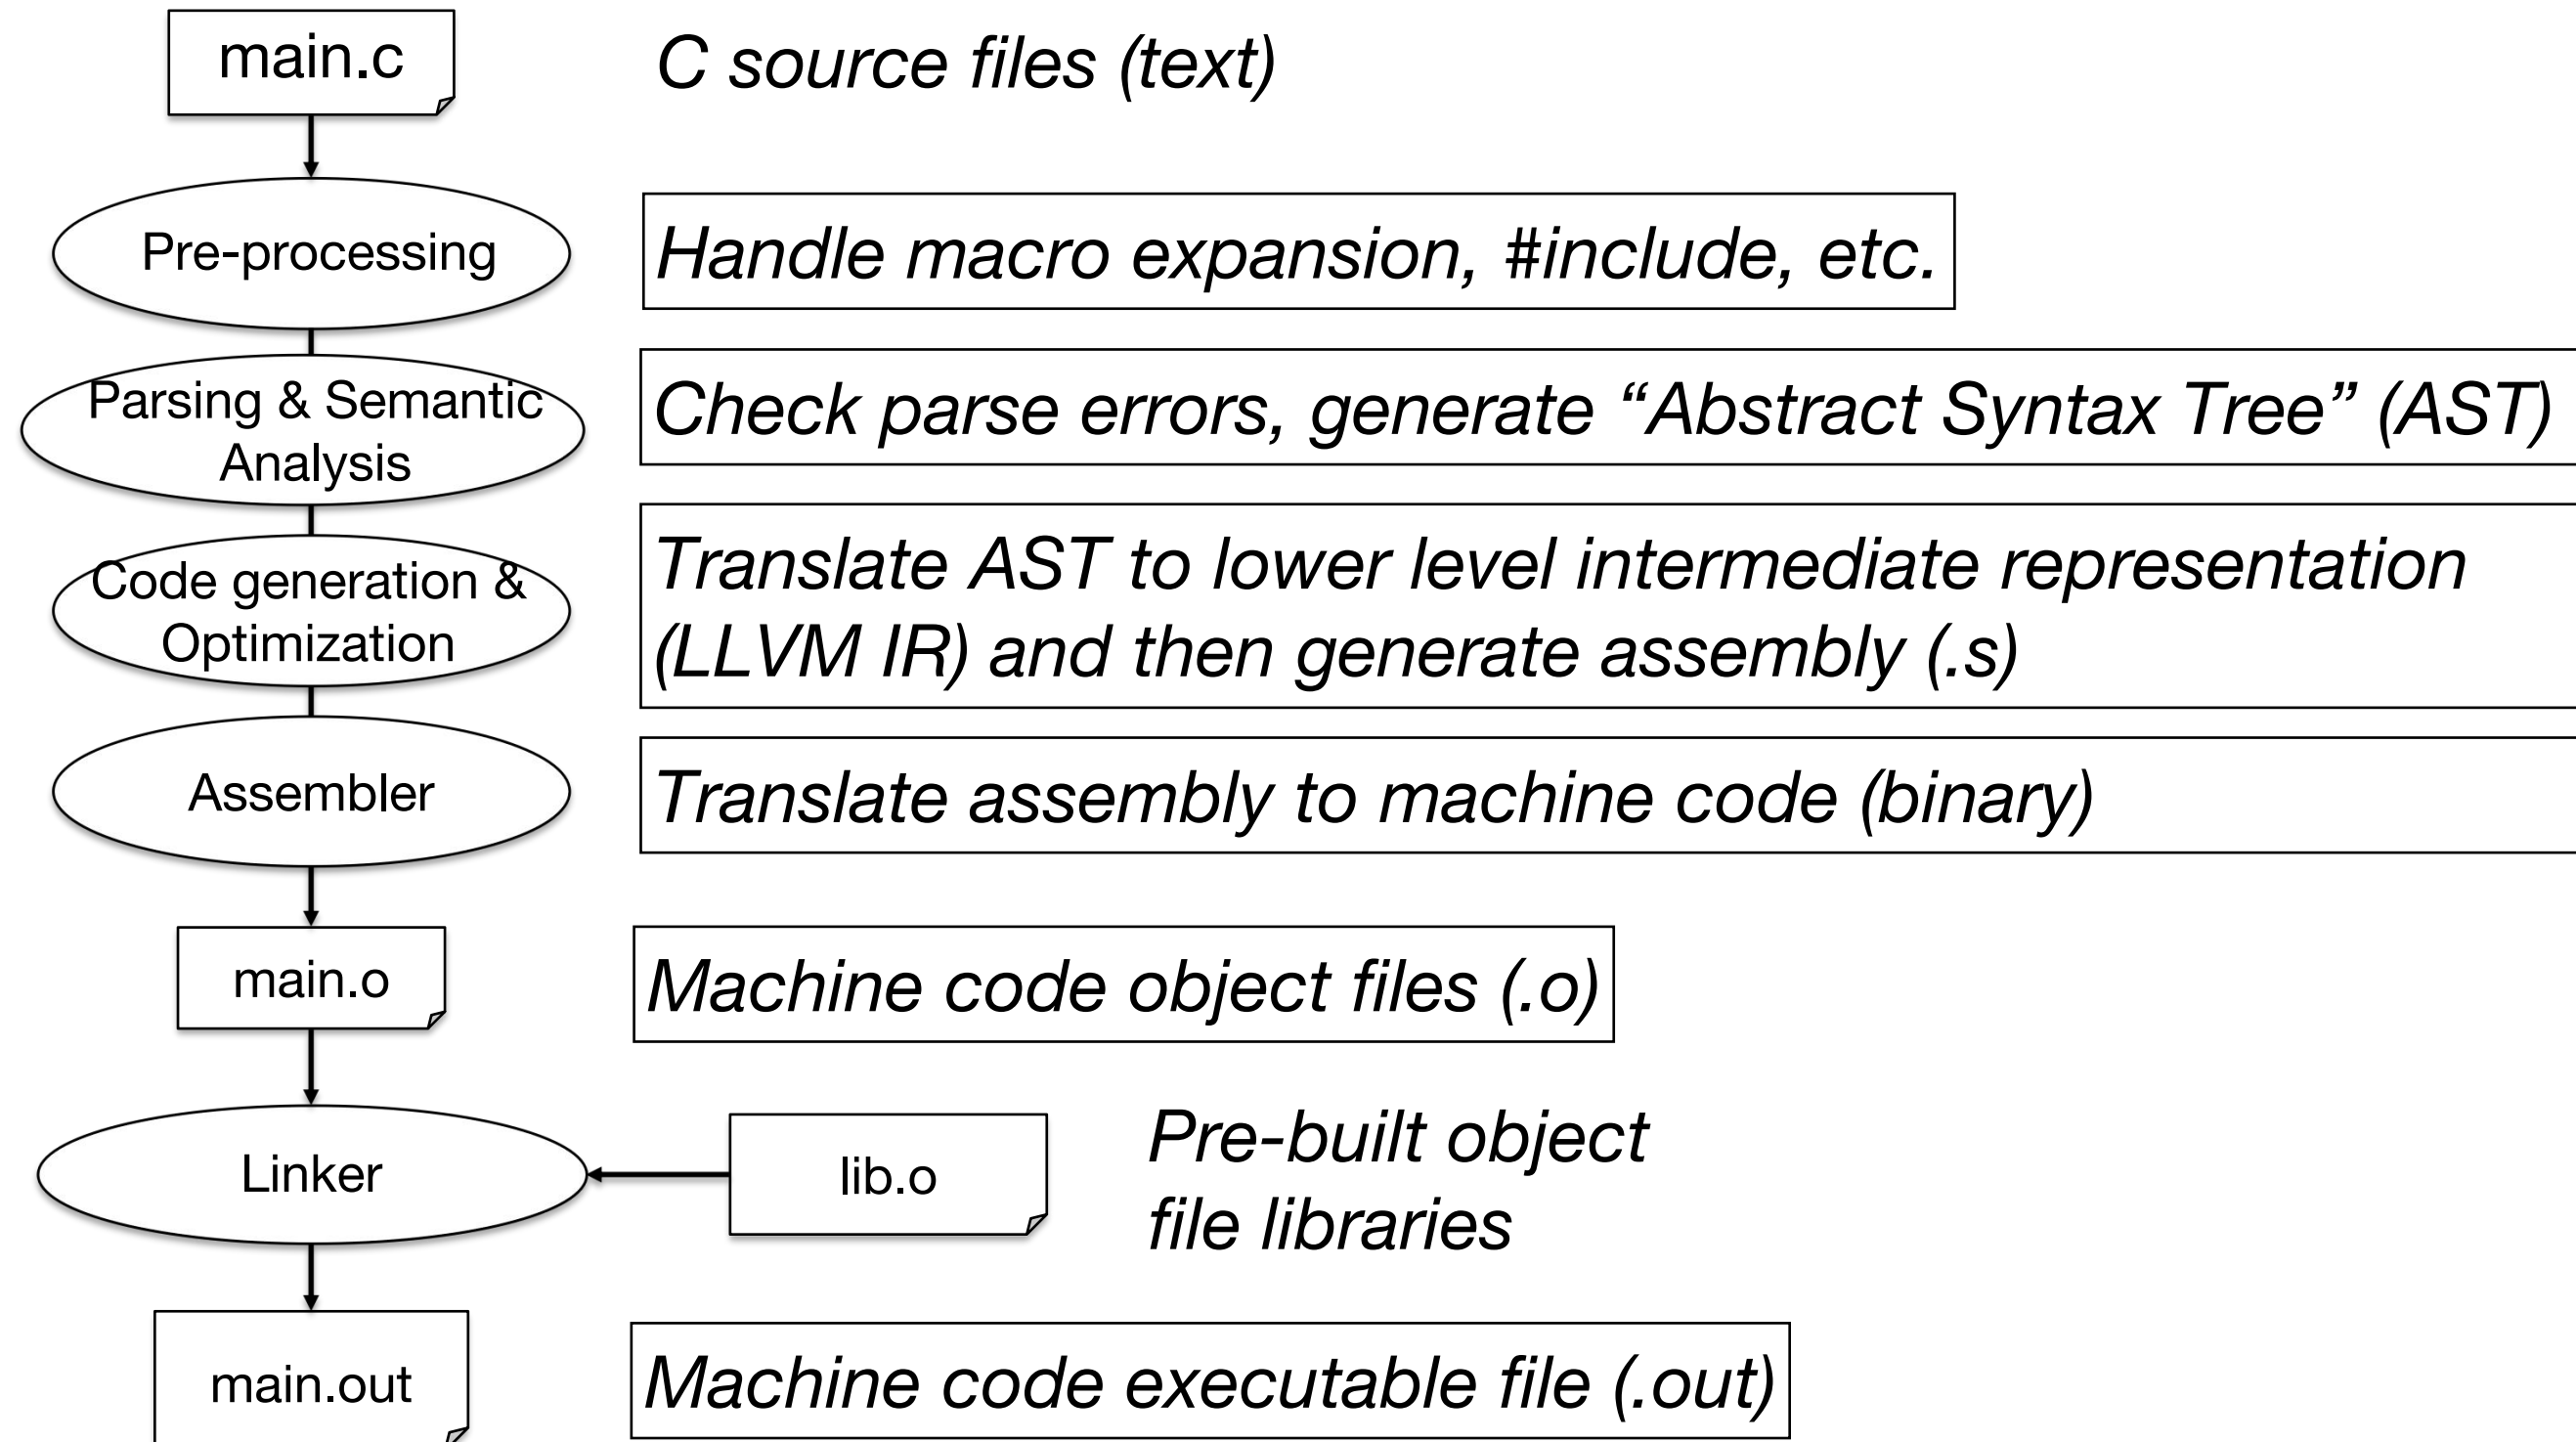 main.c
C source files (text)
Pre-processing
Handle macro expansion, #include, etc.
Parsing & Semantic
Analysis
Check parse errors, generate “Abstract Syntax Tree” (AST)
Code generation &
Optimization
Translate AST to lower level intermediate representation
(LLVM IR) and then generate assembly (.s)
Assembler
Translate assembly to machine code (binary)
main.o
Machine code object files (.o)
Linker
lib.o
Pre-built object
file libraries
main.out
Machine code executable file (.out)